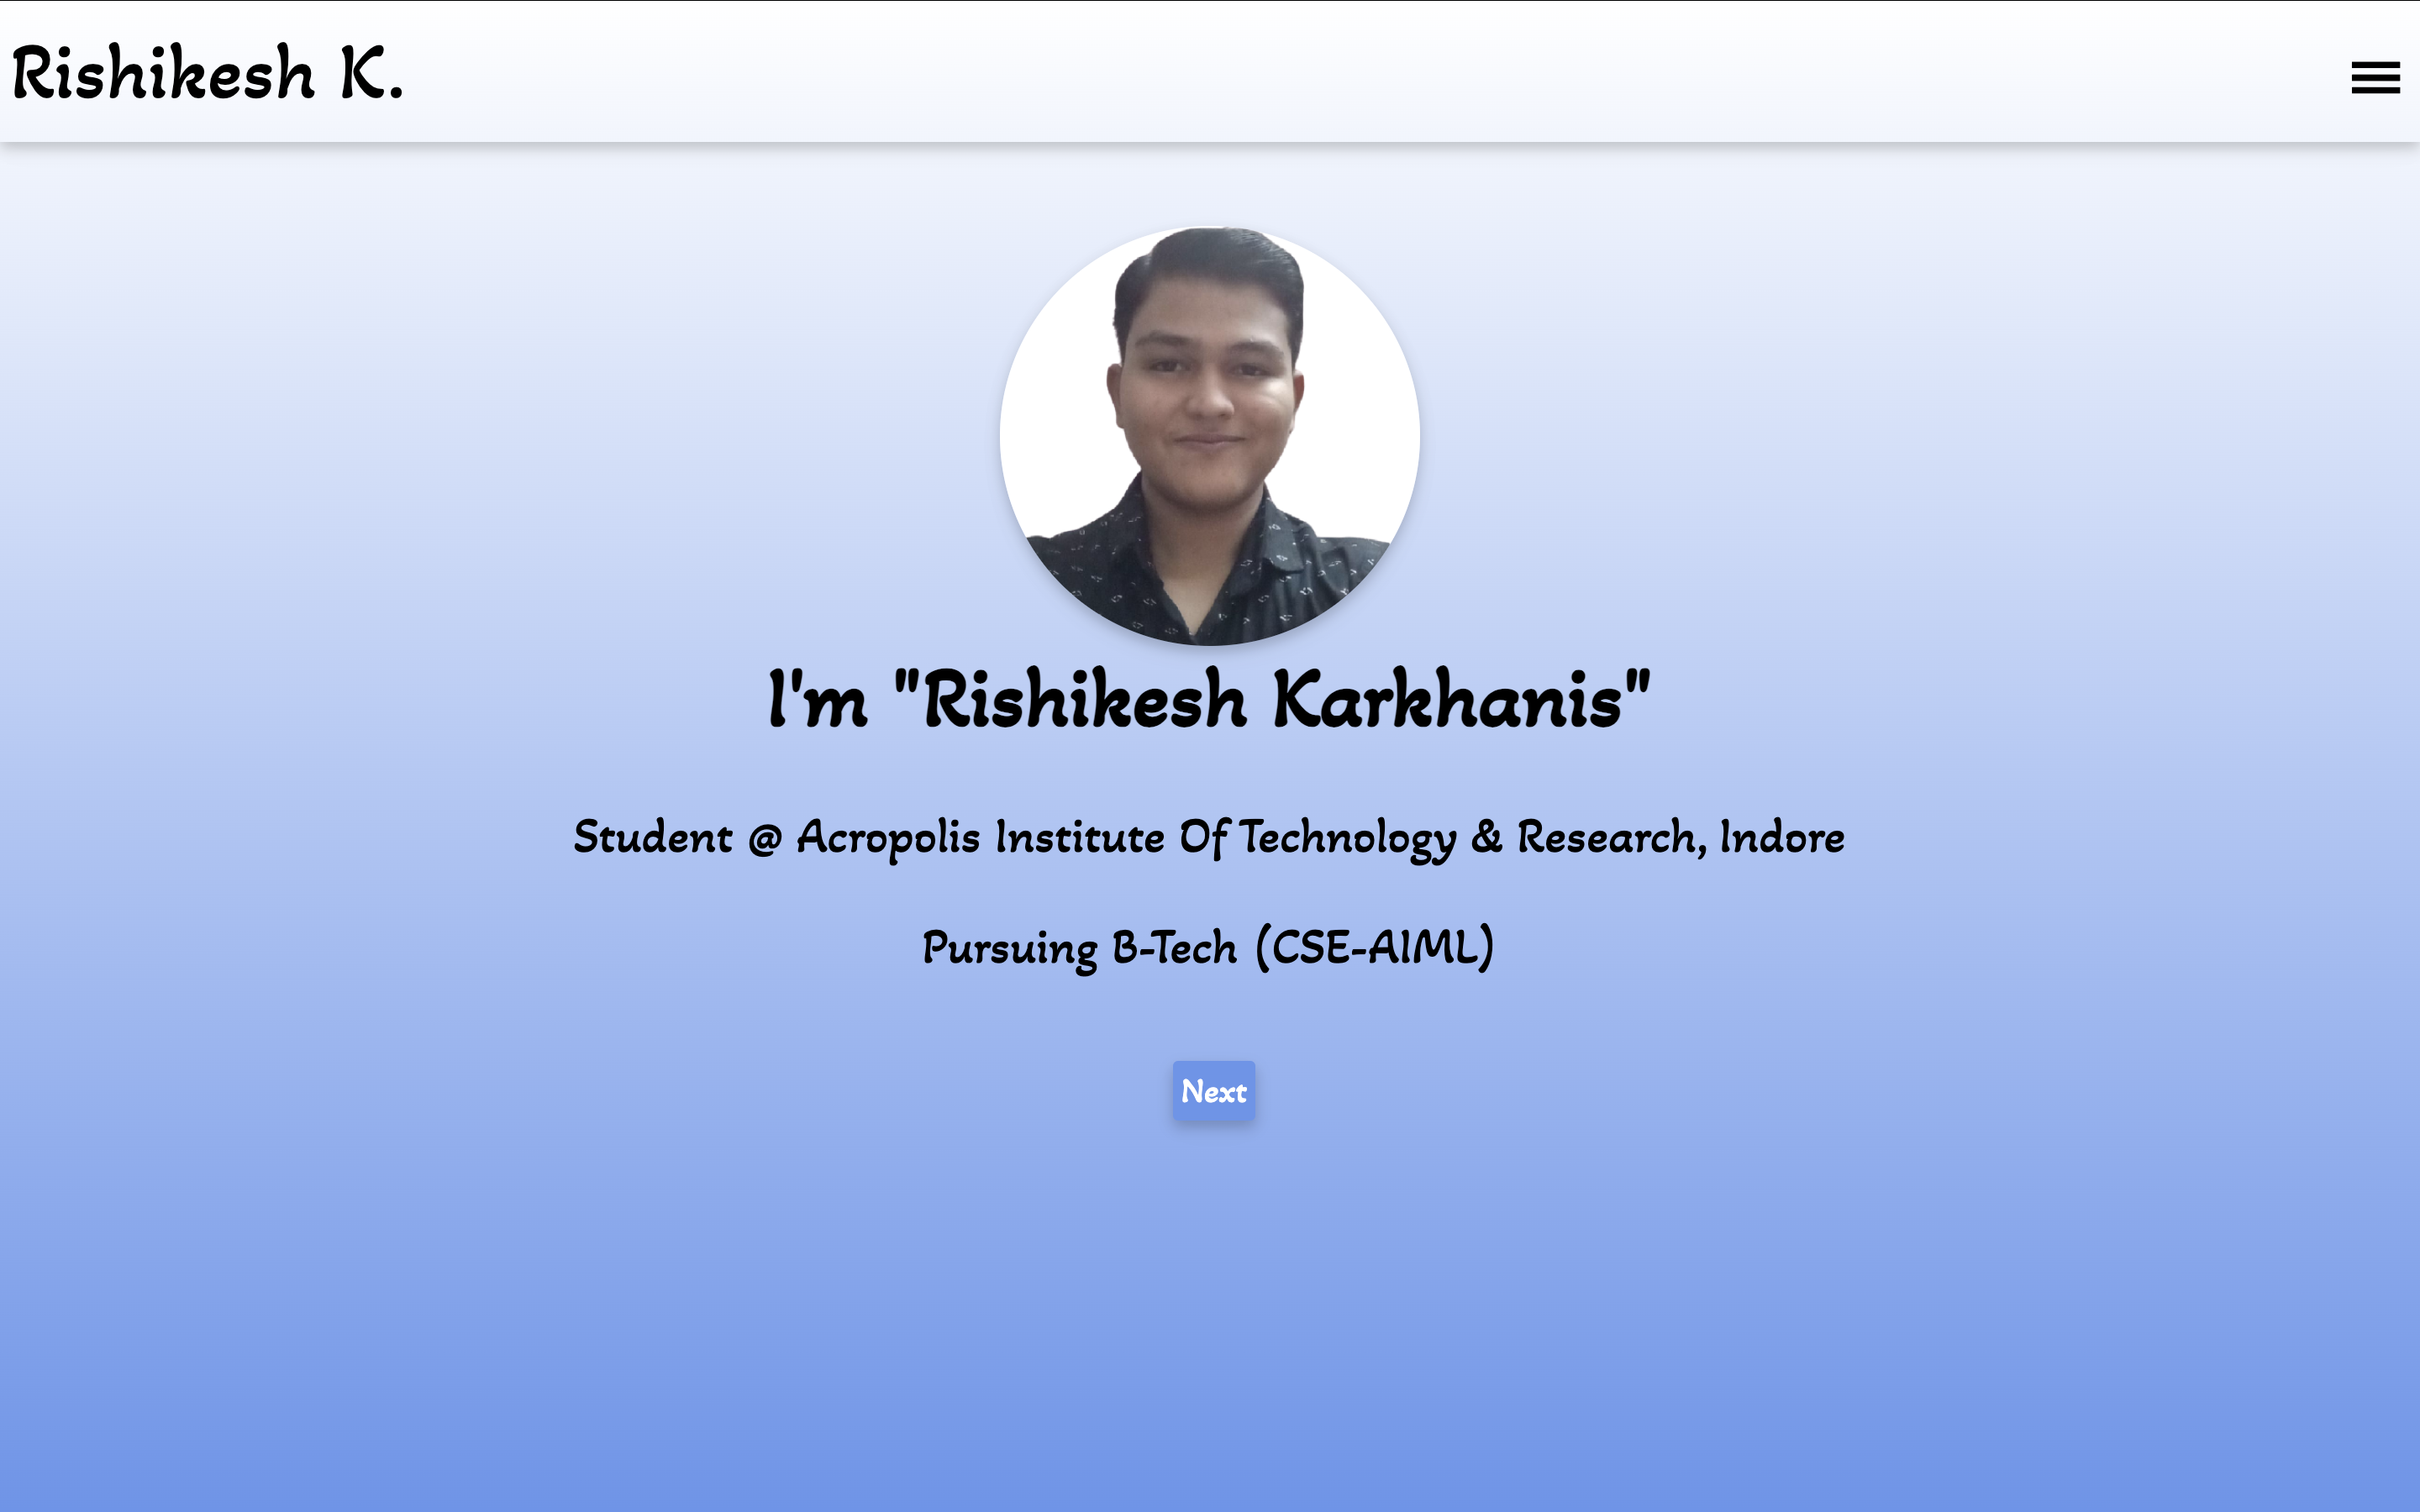 Rishikesh K.
I'm "Rishikesh Karkhanis"
Student @ Acropolis Institute Of Technology & Research, Indore
Pursuing B-Tech (CSE-AIML)
Next